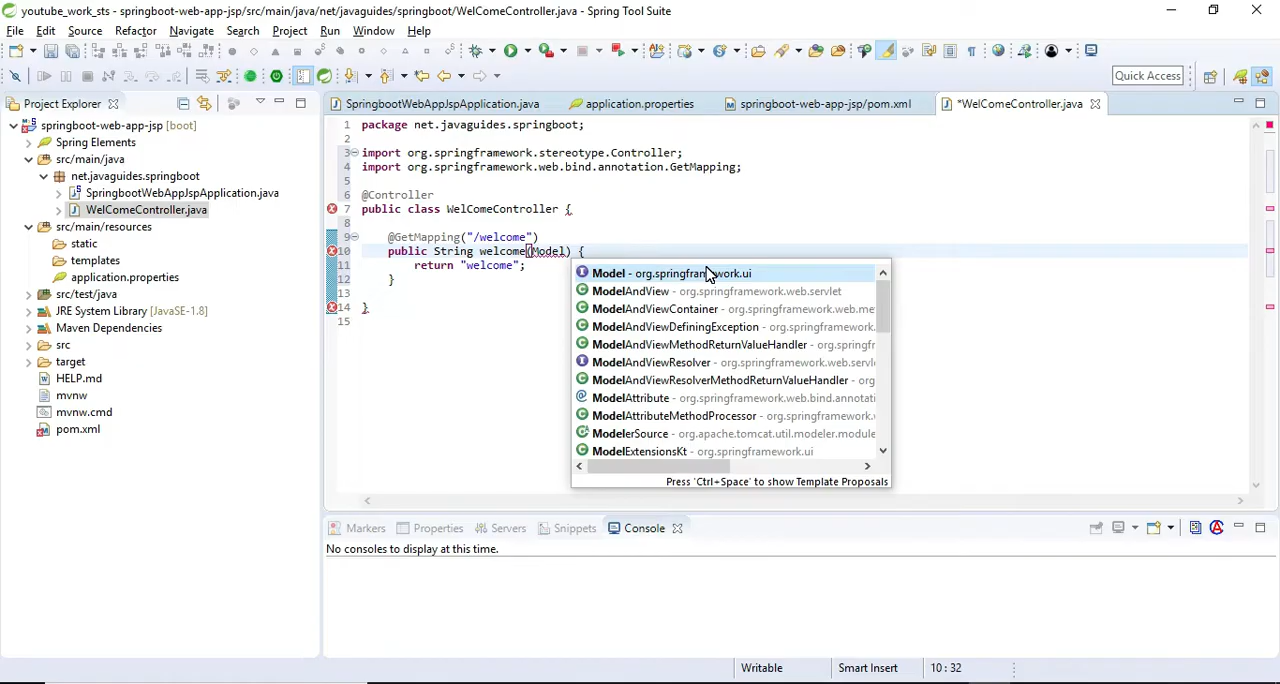 youtube_work_sts - springboot-web-app-jsp/src/main/java/net/javaguides/springboot/WelComeController.java - Spring Tool Suite
File Edit Source Refactor Navigate Search Project Run Window Help
Quick Access
Project Explorer
springboot-web-app-jsp [boot]
Spring Elements
src/main/java
net.javaguides.springboot
SpringbootWebAppJspApplication.java
WelComeController.java
src/main/resources
static
templates
application.properties
src/test/java
JRE System Library [JavaSE-1.8]
Maven Dependencies
src
target
HELP.md
mvnw
mvnw.cmd
pom.xml
SpringbootWebAppJspApplication.java application.properties springboot-web-app-jsp/pom.xml *WelComeController.java
1 package net.javaguides.springboot;
2
3 import org.springframework.stereotype.Controller;
4 import org.springframework.web.bind.annotation.GetMapping;
5
6 @Controller
7 public class WelComeController {
8
9 @GetMapping("/welcome")
10 public String welcome(Model) {
11 return "welcome";
12 }
13
14 }
15
Model - org.springframework.ui
ModelAndView - org.springframework.web.servlet
ModelAndViewContainer - org.springframework.web.me
ModelAndViewDefiningException - org.springframework.
ModelAndViewMethodReturnValueHandler - org.springfr
ModelAndViewResolver - org.springframework.web.servl
ModelAndViewResolverMethodReturnValueHandler - org
ModelAttribute - org.springframework.web.bind.annotati
ModelAttributeMethodProcessor - org.springframework.
ModelerSource - org.apache.tomcat.util.modeler.module
ModelExtensionsKt - org.springframework.ui
Press 'Ctrl+Space' to show Template Proposals
Markers Properties Servers Snippets Console
No consoles to display at this time.
Writable Smart Insert 10 : 32